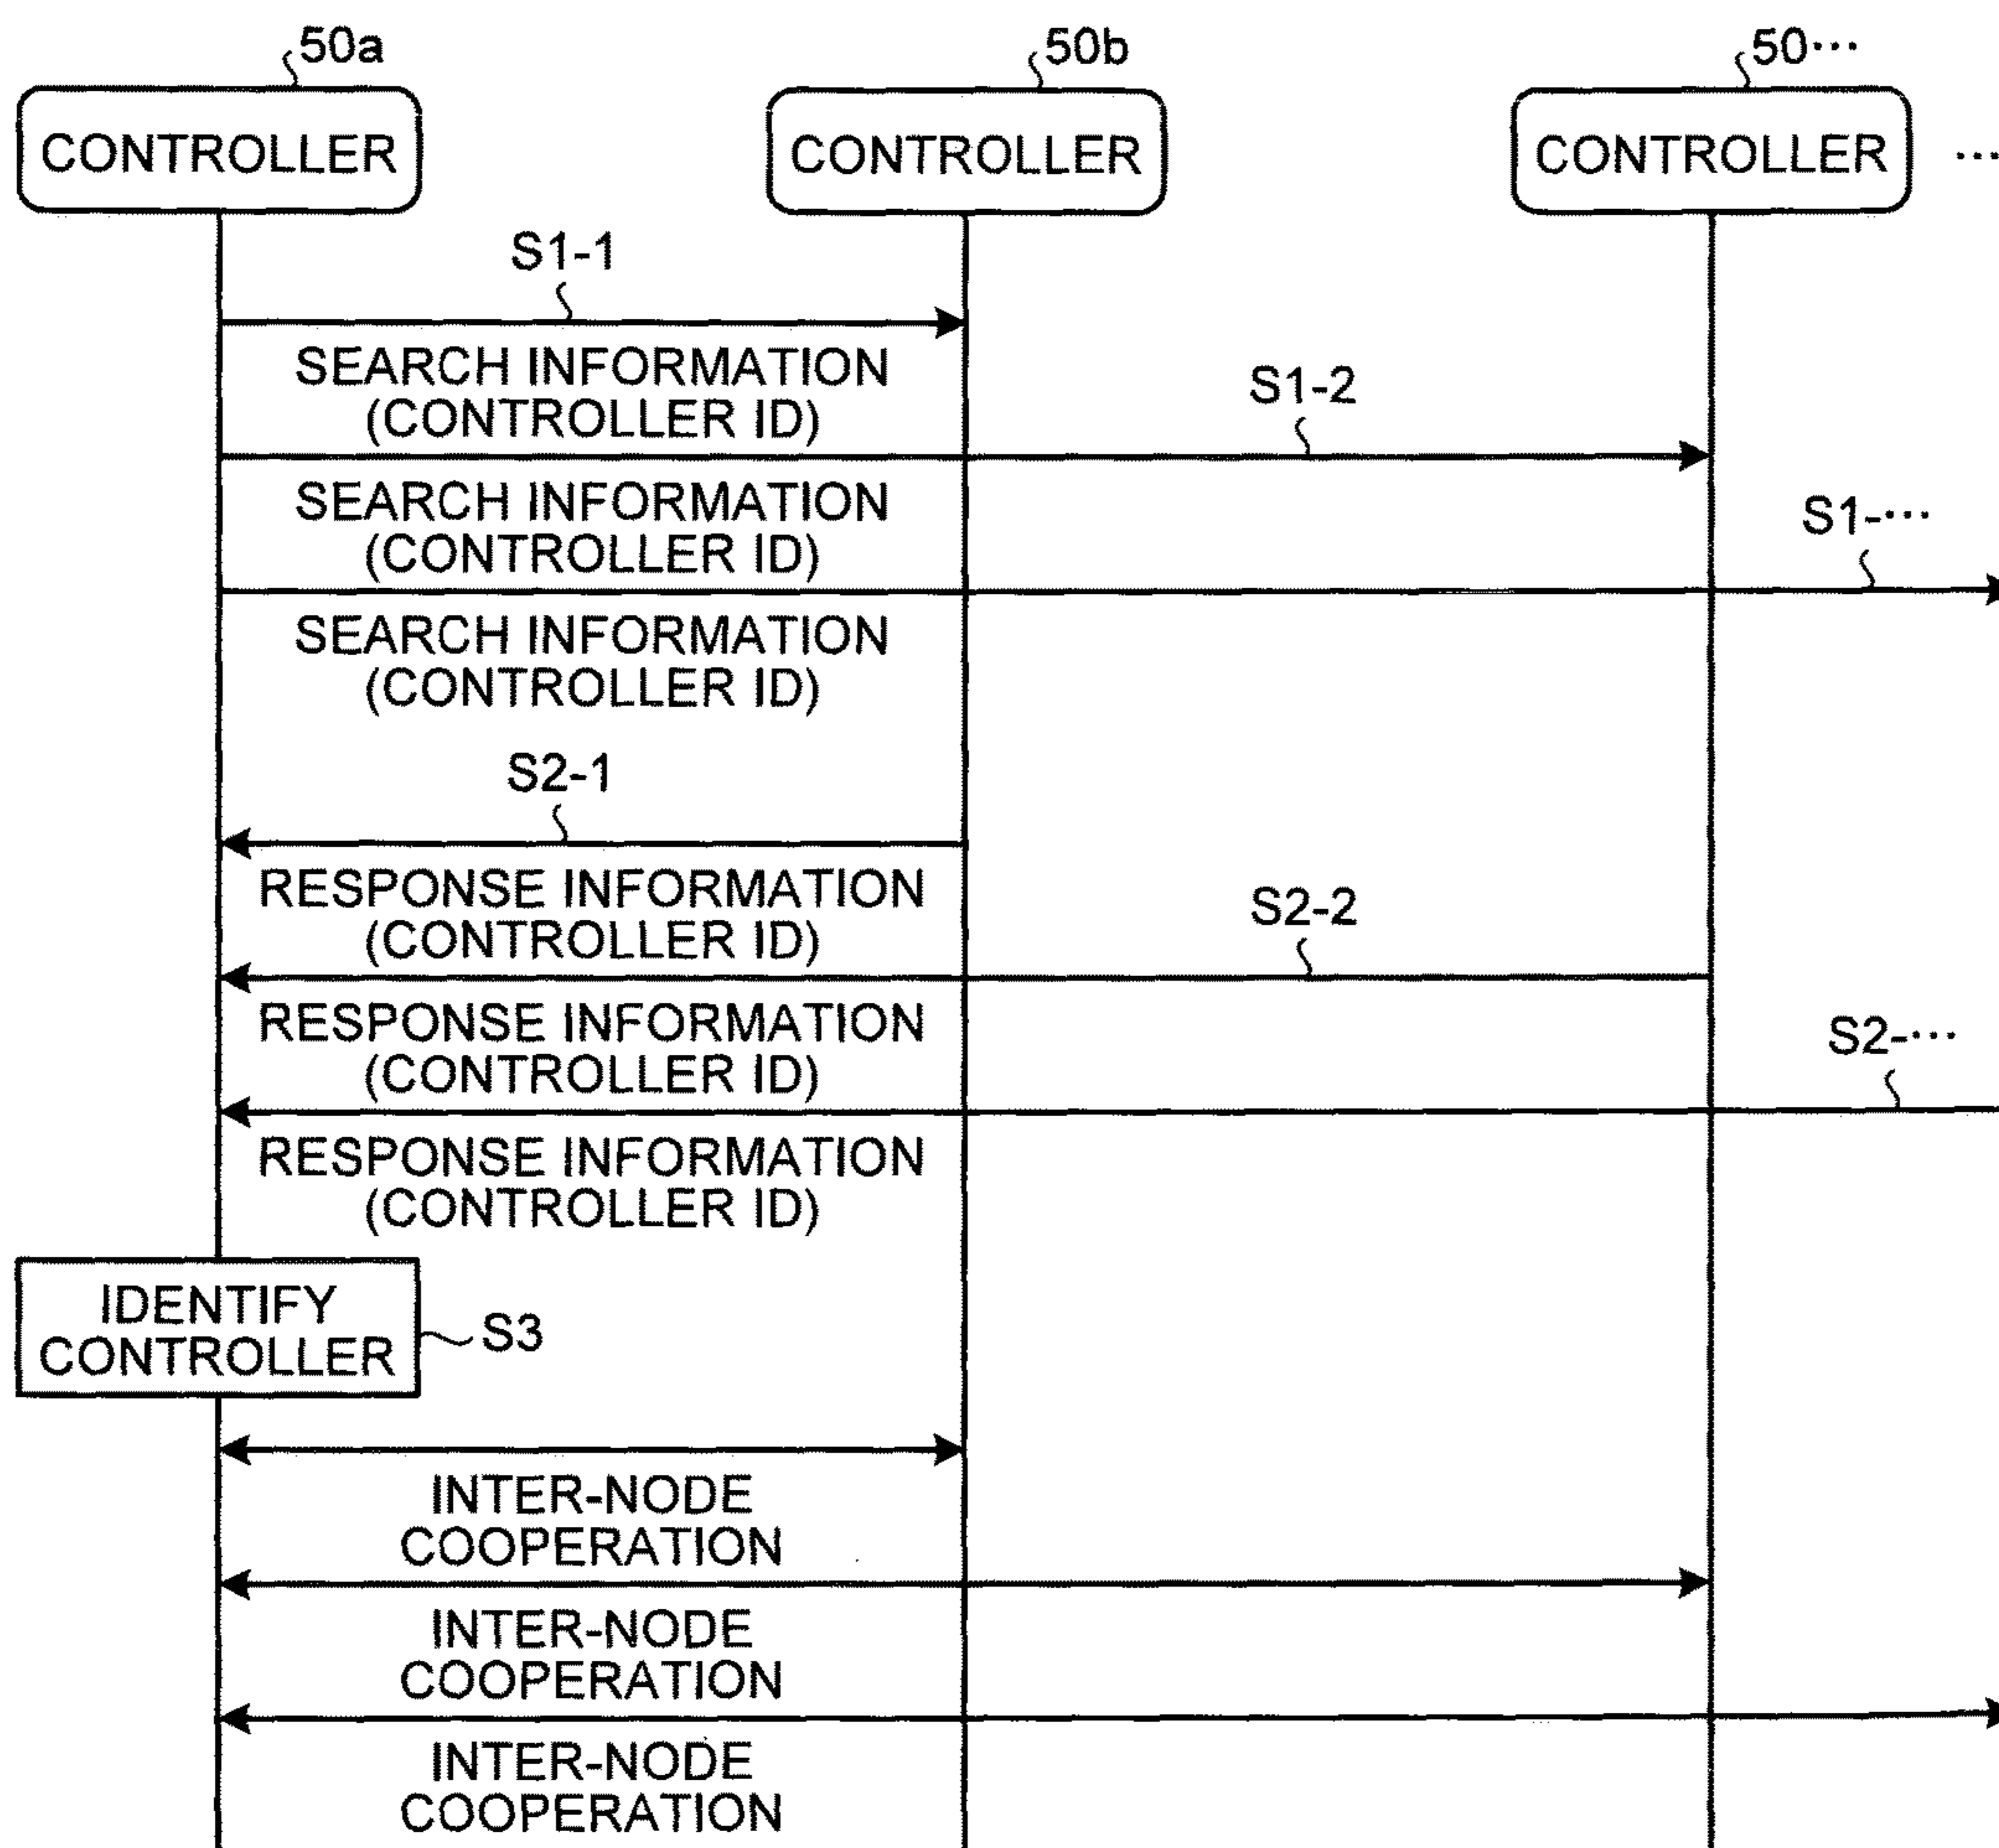 50a
50b
50···
CONTROLLER
CONTROLLER
CONTROLLER
···
S1-1
SEARCH INFORMATION
(CONTROLLER ID)
S1-2
SEARCH INFORMATION
(CONTROLLER ID)
S1-···
SEARCH INFORMATION
(CONTROLLER ID)
S2-1
RESPONSE INFORMATION
(CONTROLLER ID)
S2-2
RESPONSE INFORMATION
(CONTROLLER ID)
S2-···
RESPONSE INFORMATION
(CONTROLLER ID)
IDENTIFY
CONTROLLER
S3
INTER-NODE
COOPERATION
INTER-NODE
COOPERATION
INTER-NODE
COOPERATION